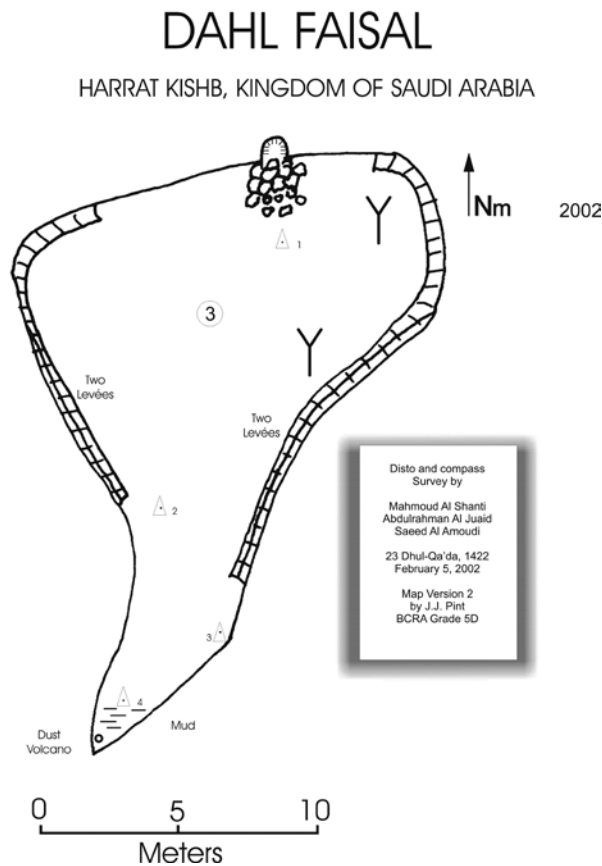 DAHL FAISAL
HARRAT KISHB, KINGDOM OF SAUDI ARABIA
Nm
2002
1
3
Two
Levées
Two
Levées
2
3
4
Mud
Dust
Volcano
Disto and compass
Survey by
Mahmoud Al Shanti
Abdulrahman Al Juaid
Saeed Al Amoudi
23 Dhul-Qa'da, 1422
February 5, 2002
Map Version 2
by J.J. Pint
BCRA Grade 5D
0 5 10
Meters